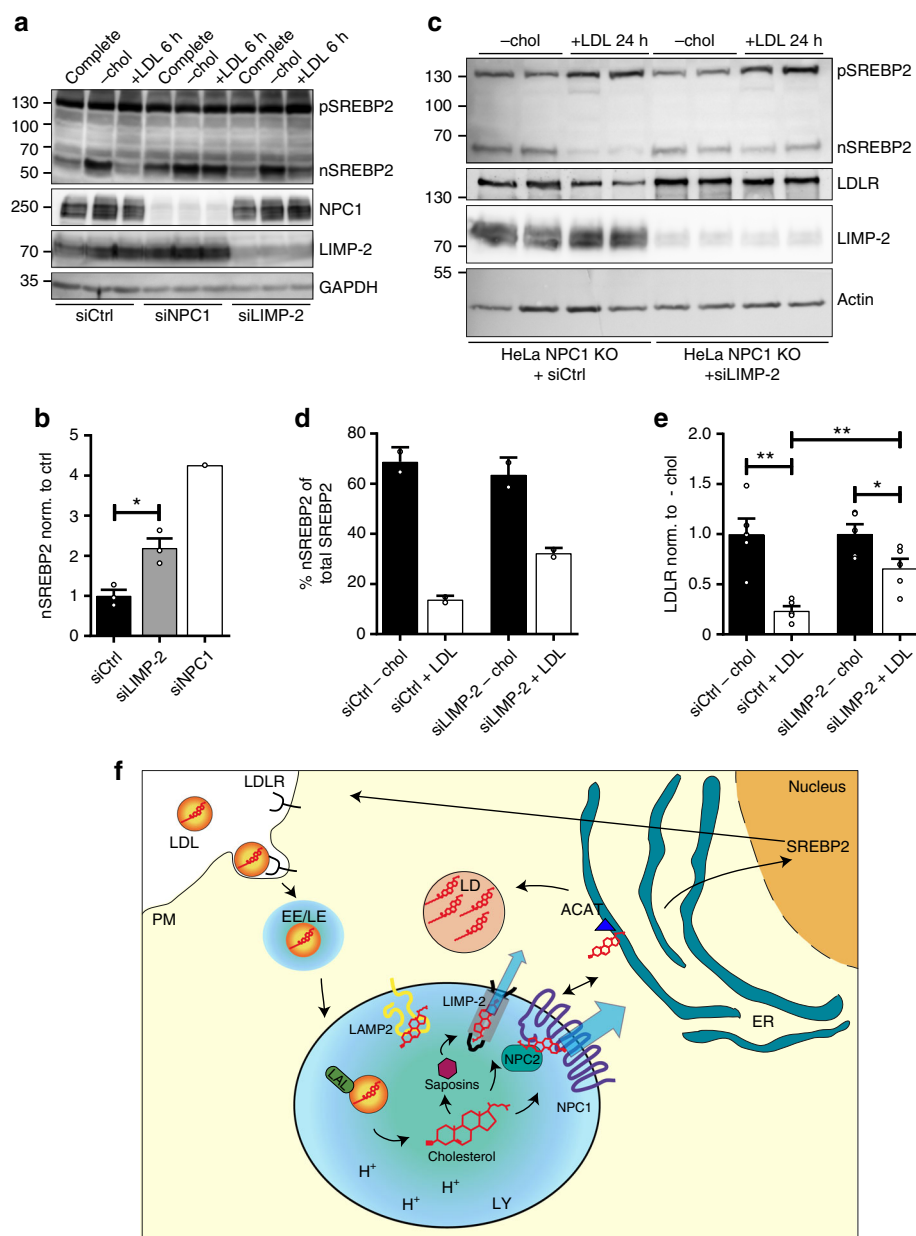 a
Complete
–chol
+LDL 6 h
Complete
–chol
+LDL 6 h
Complete
–chol
+LDL 6 h
130
100
70
50
pSREBP2
nSREBP2
250
NPC1
70
LIMP-2
35
GAPDH
siCtrl siNPC1 siLIMP-2
c
–chol +LDL 24 h –chol +LDL 24 h
130
100
70
pSREBP2
nSREBP2
130
LDLR
70
LIMP-2
55
Actin
HeLa NPC1 KO
+ siCtrl
HeLa NPC1 KO
+siLIMP-2
b
nSREBP2 norm. to ctrl
5
4
3
2
1
0
*
siCtrl
siLIMP-2
siNPC1
d
% nSREBP2 of
total SREBP2
80
60
40
20
0
siCtrl – chol
siCtrl + LDL
siLIMP-2 – chol
siLIMP-2 + LDL
e
LDLR norm. to - chol
2.0
1.5
1.0
0.5
0.0
**
**
*
siCtrl – chol
siCtrl + LDL
siLIMP-2 – chol
siLIMP-2 + LDL
f
LDLR
LDL
PM
EE/LE
LD
ACAT
Nucleus
SREBP2
ER
LAMP2
LIMP-2
NPC2
NPC1
LAL
Saposins
Cholesterol
H+
H+
H+
LY